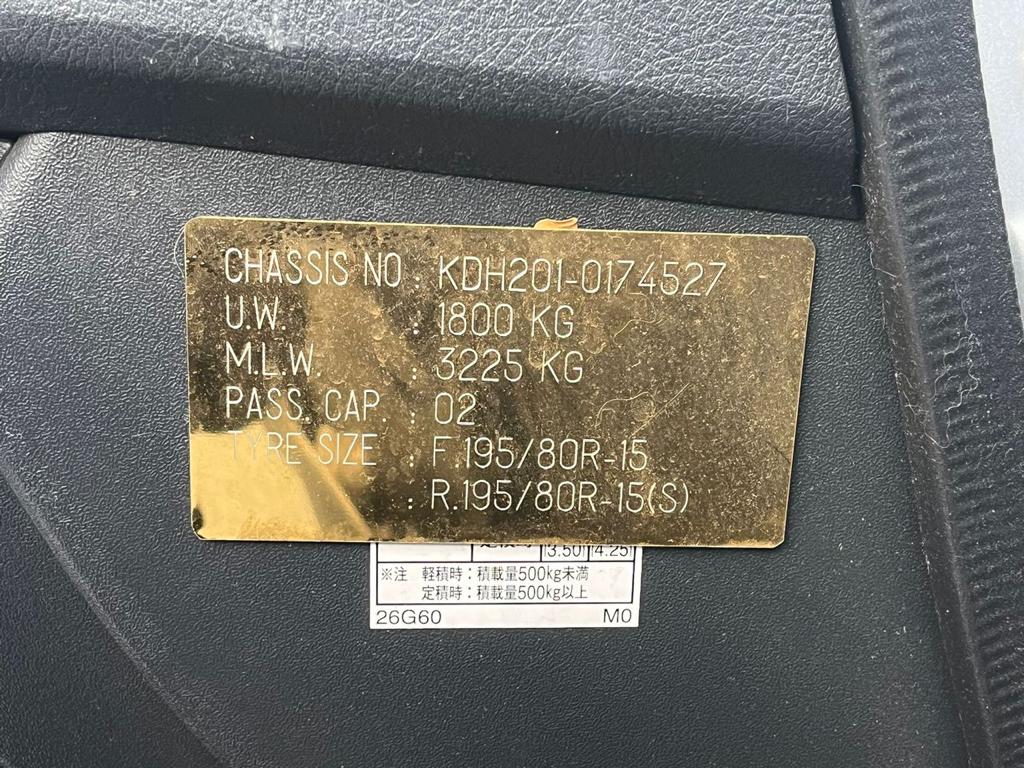 CHASSIS NO : KDH201-0174527
U.W. : 1800 KG
M.L.W. : 3225 KG
PASS. CAP. : 02
TYRE SIZE : F.195/80R-15
: R.195/80R-15(S)
(3.50) (4.25)
※注 軽積時：積載量500kg未満
定積時：積載量500kg以上
26G60 M0